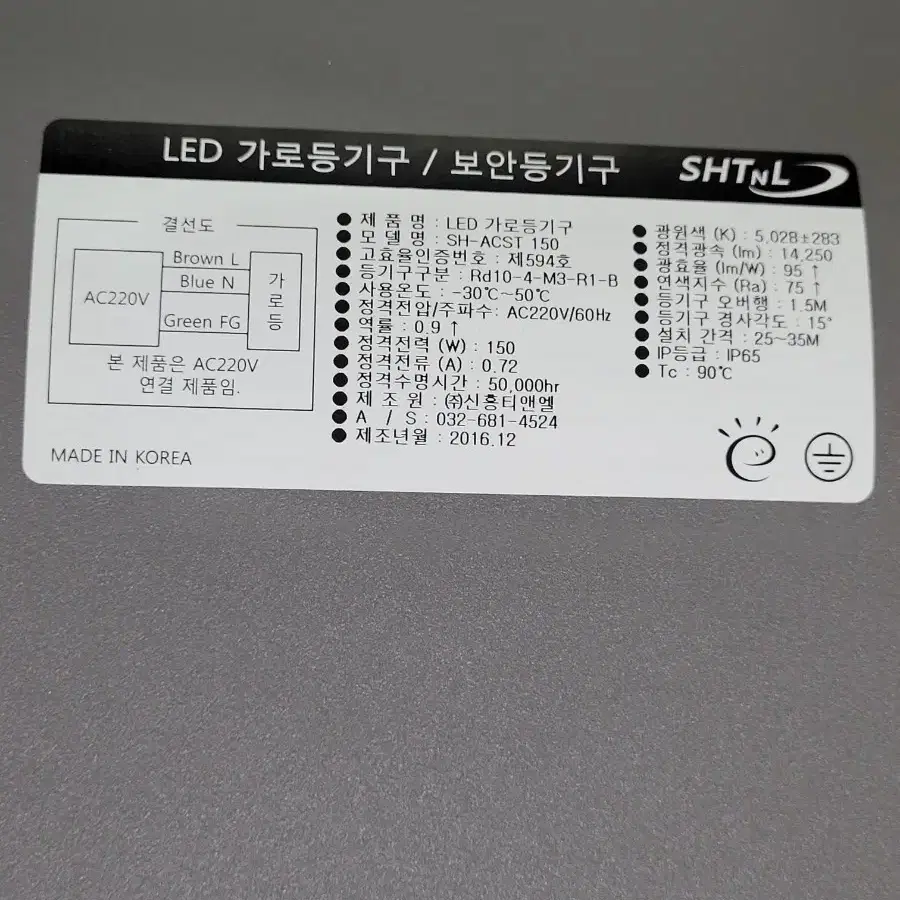 LED 가로등기구 / 보안등기구
SHTNL
결선도
AC220V
Brown L
Blue N
Green FG
가로등
본 제품은 AC220V
연결 제품임.
MADE IN KOREA
● 제 품 명 : LED 가로등기구
● 모 델 명 : SH-ACST 150
● 고효율인증번호 : 제594호
● 등기구구분 : Rd10-4-M3-R1-B
● 사용온도 : -30℃~50℃
● 정격전압/주파수: AC220V/60Hz
● 역률 : 0.9 ↑
● 정격전력 (W) : 150
● 정격전류 (A) : 0.72
● 정격수명시간 : 50,000hr
● 제 조 원 : ㈜신흥티앤엘
● A / S : 032-681-4524
● 제조년월 : 2016.12
● 광원색 (K) : 5,028±283
● 정격광속 (lm) : 14,250
● 광효율 (lm/W) : 95 ↑
● 연색지수 (Ra) : 75 ↑
● 등기구 오버행 : 1.5M
● 등기구 경사각도 : 15°
● 설치 간격 : 25~35M
● IP등급 : IP65
● Tc : 90℃